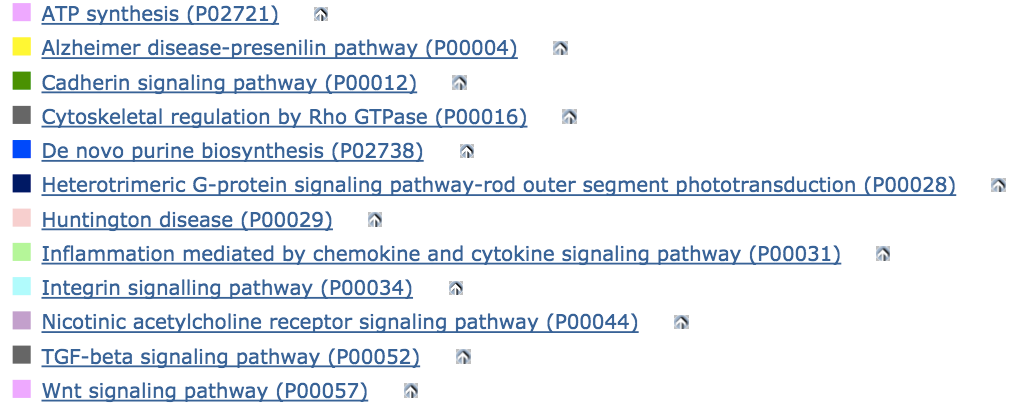 ATP synthesis (P02721)
Alzheimer disease-presenilin pathway (P00004)
Cadherin signaling pathway (P00012)
Cytoskeletal regulation by Rho GTPase (P00016)
De novo purine biosynthesis (P02738)
Heterotrimeric G-protein signaling pathway-rod outer segment phototransduction (P00028)
Huntington disease (P00029)
Inflammation mediated by chemokine and cytokine signaling pathway (P00031)
Integrin signalling pathway (P00034)
Nicotinic acetylcholine receptor signaling pathway (P00044)
TGF-beta signaling pathway (P00052)
Wnt signaling pathway (P00057)